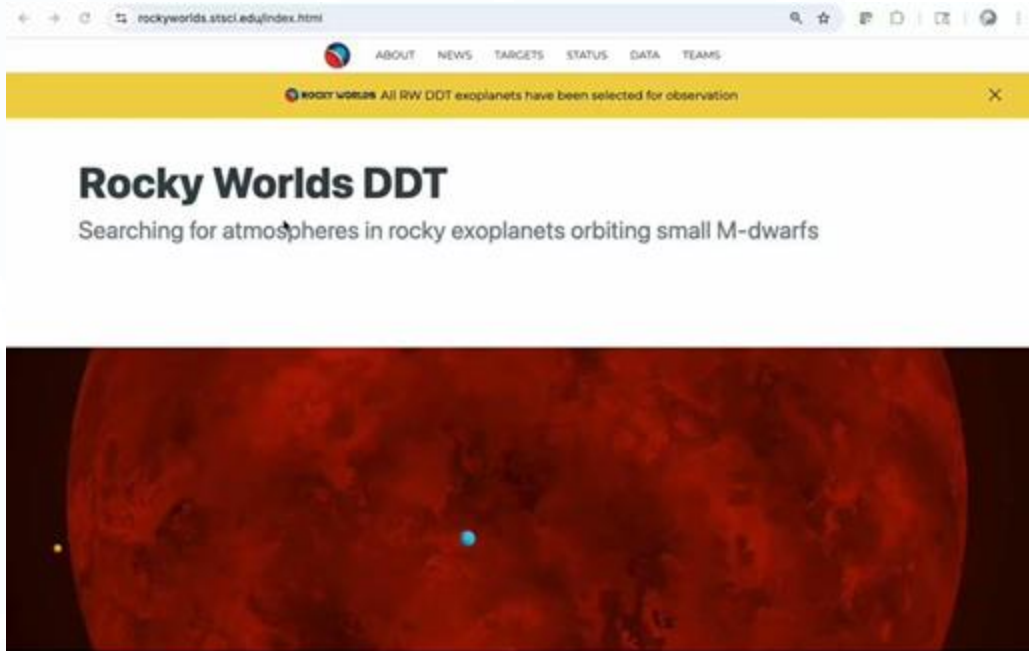 rockyworlds.stsci.edu/index.html
ABOUT NEWS TARGETS STATUS DATA TEAMS
ROCKY WORLDS All RW DDT exoplanets have been selected for observation
Rocky Worlds DDT
Searching for atmospheres in rocky exoplanets orbiting small M-dwarfs